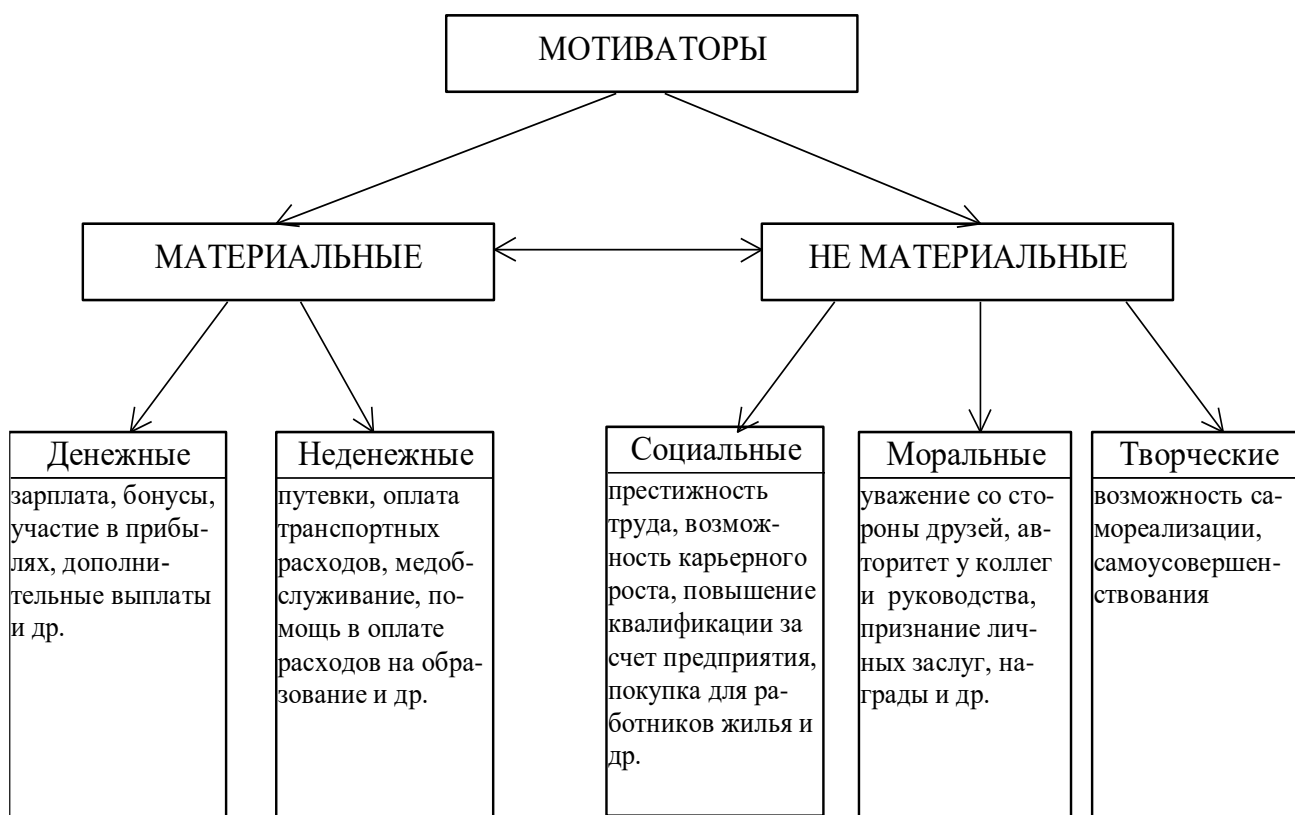 МОТИВАТОРЫ
МАТЕРИАЛЬНЫЕ
НЕ МАТЕРИАЛЬНЫЕ
Денежные
зарплата, бонусы,
участие в прибы-
лях, дополни-
тельные выплаты
и др.
Неденежные
путевки, оплата
транспортных
расходов, медоб-
служивание, по-
мощь в оплате
расходов на обра-
зование и др.
Социальные
престижность
труда, возмож-
ность карьерного
роста, повышение
квалификации за
счет предприятия,
покупка для ра-
ботников жилья и
др.
Моральные
уважение со сто-
роны друзей, ав-
торитет у коллег
и руководства,
признание лич-
ных заслуг, на-
грады и др.
Творческие
возможность са-
мореализации,
самоусовершен-
ствования